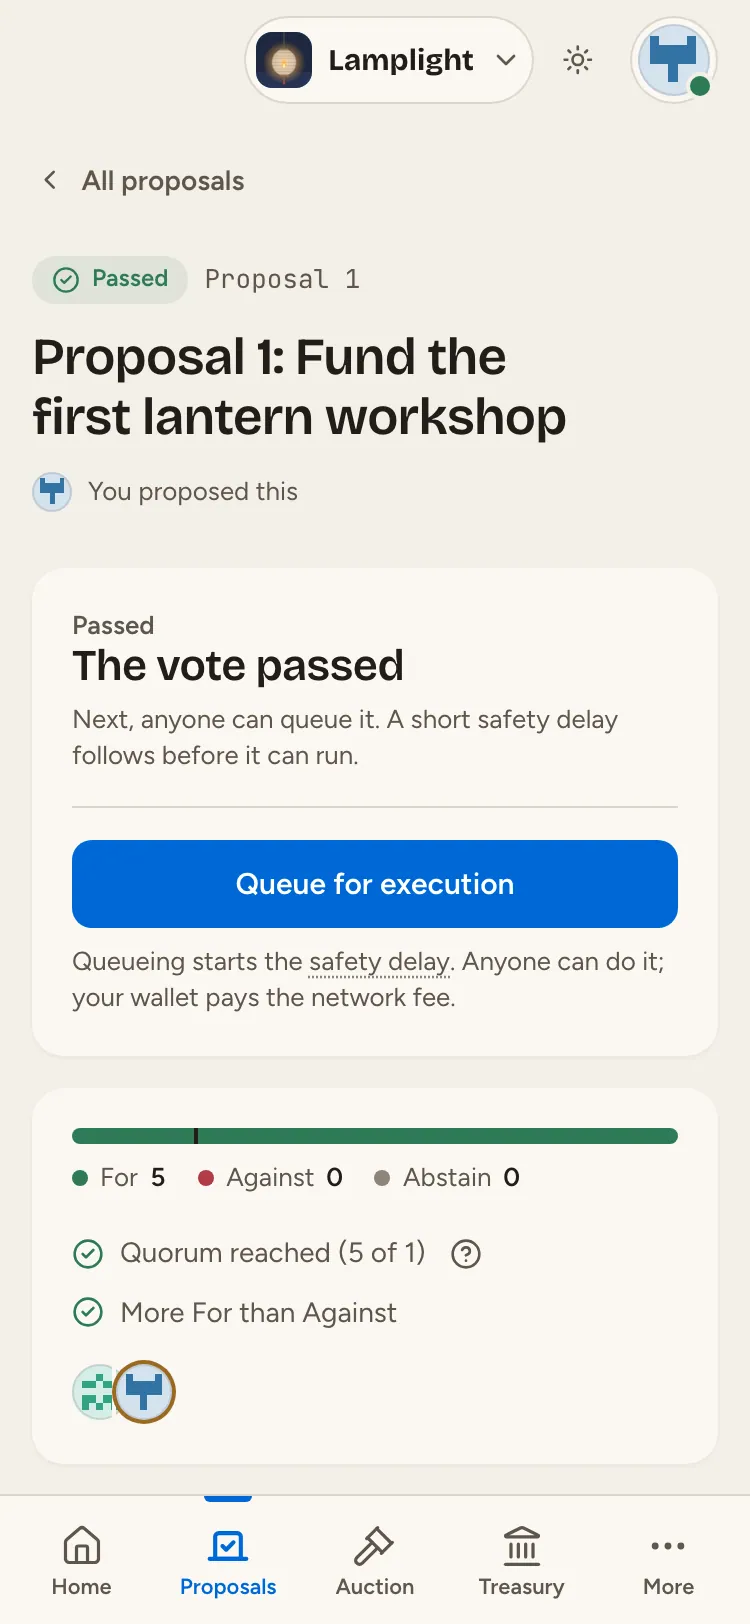 Lamplight
All proposals
Passed Proposal 1
Proposal 1: Fund the
first lantern workshop
You proposed this
Passed
The vote passed
Next, anyone can queue it. A short safety delay
follows before it can run.
Queue for execution
Queueing starts the safety delay. Anyone can do it;
your wallet pays the network fee.
For 5 Against 0 Abstain 0
Quorum reached (5 of 1) ?
More For than Against
Home Proposals Auction Treasury More